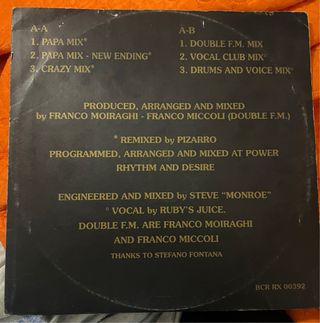 A-A
1. PAPA MIX*
2. PAPA MIX - NEW ENDING*
3. CRAZY MIX*
A-B
1. DOUBLE F.M. MIX
2. VOCAL CLUB MIX°
3. DRUMS AND VOICE MIX°
PRODUCED, ARRANGED AND MIXED
by FRANCO MOIRAGHI - FRANCO MICCOLI (DOUBLE F.M.)
* REMIXED by PIZARRO
PROGRAMMED, ARRANGED AND MIXED AT POWER
RHYTHM AND DESIRE
ENGINEERED AND MIXED by STEVE "MONROE"
° VOCAL by RUBY'S JUICE.
DOUBLE F.M. ARE FRANCO MOIRAGHI
AND FRANCO MICCOLI
THANKS TO STEFANO FONTANA
BCR RX 00392